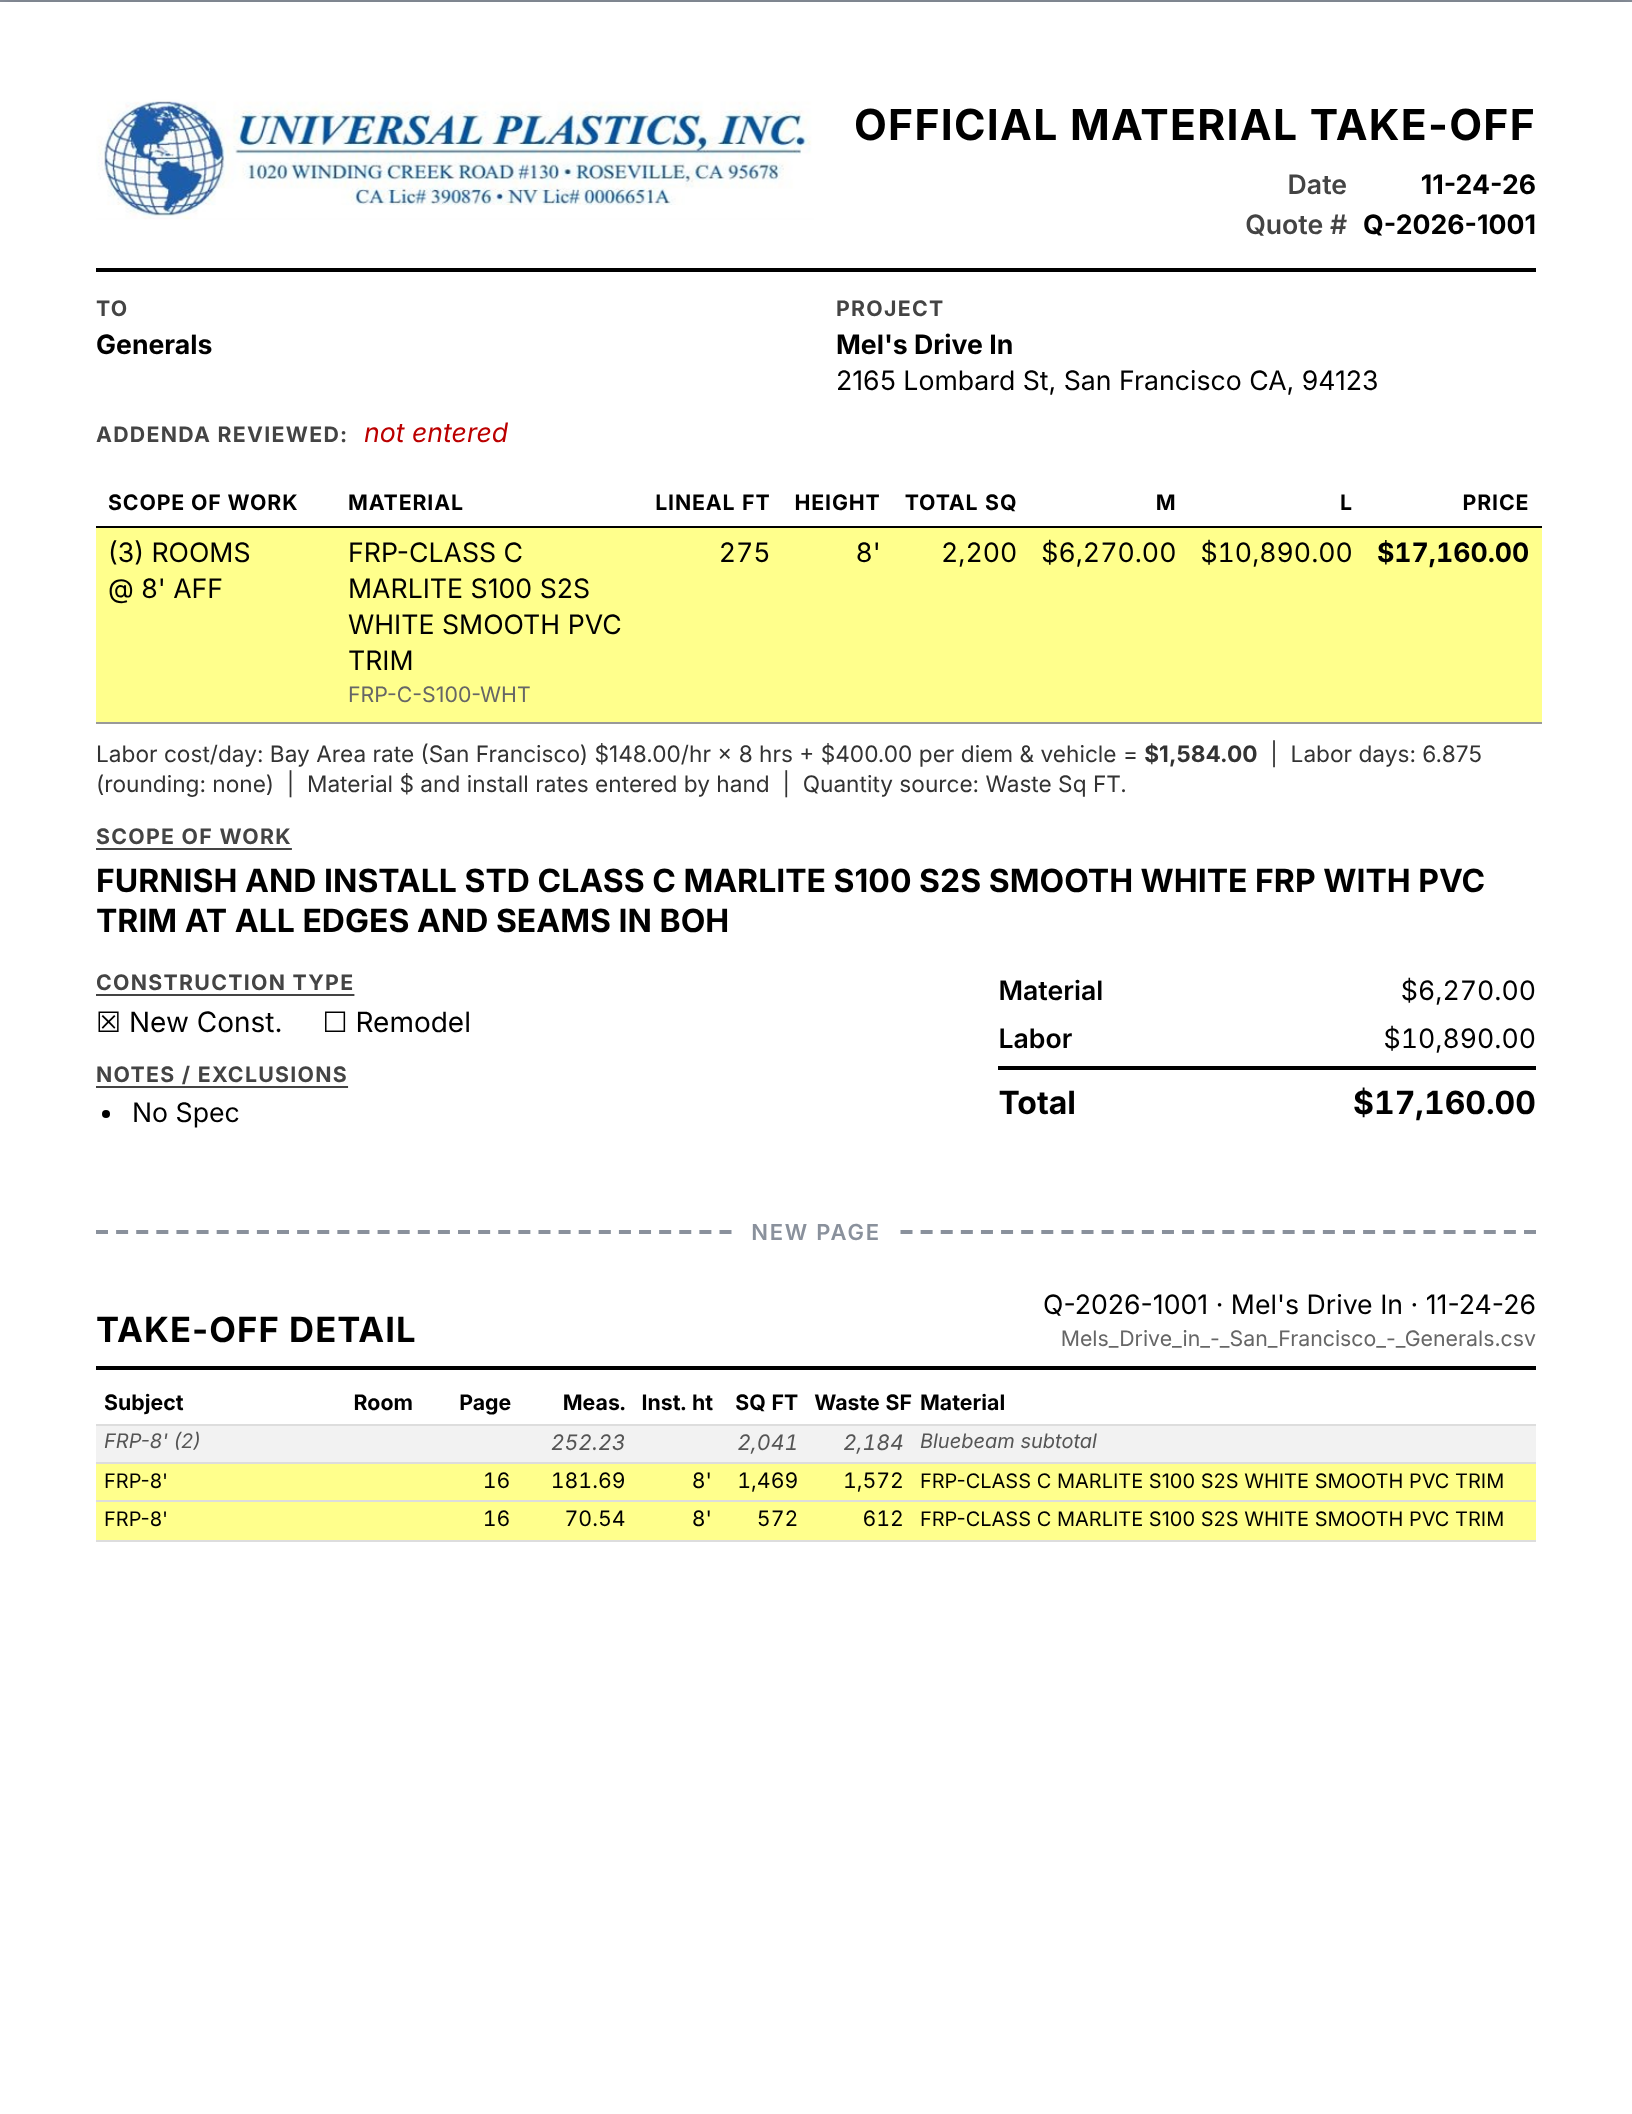 UNIVERSAL PLASTICS, INC.
1020 WINDING CREEK ROAD #130 • ROSEVILLE, CA 95678
CA Lic# 390876 • NV Lic# 0006651A
OFFICIAL MATERIAL TAKE-OFF
Date 11-24-26
Quote # Q-2026-1001
TO
Generals
PROJECT
Mel's Drive In
2165 Lombard St, San Francisco CA, 94123
ADDENDA REVIEWED: not entered
SCOPE OF WORK MATERIAL LINEAL FT HEIGHT TOTAL SQ M L PRICE
(3) ROOMS FRP-CLASS C 275 8' 2,200 $6,270.00 $10,890.00 $17,160.00
@ 8' AFF MARLITE S100 S2S
WHITE SMOOTH PVC
TRIM
FRP-C-S100-WHT
Labor cost/day: Bay Area rate (San Francisco) $148.00/hr × 8 hrs + $400.00 per diem & vehicle = $1,584.00 | Labor days: 6.875
(rounding: none) | Material $ and install rates entered by hand | Quantity source: Waste Sq FT.
SCOPE OF WORK
FURNISH AND INSTALL STD CLASS C MARLITE S100 S2S SMOOTH WHITE FRP WITH PVC
TRIM AT ALL EDGES AND SEAMS IN BOH
CONSTRUCTION TYPE
☒ New Const. ☐ Remodel
NOTES / EXCLUSIONS
• No Spec
Material $6,270.00
Labor $10,890.00
Total $17,160.00
NEW PAGE
TAKE-OFF DETAIL
Q-2026-1001 · Mel's Drive In · 11-24-26
Mels_Drive_in_-_San_Francisco_-_Generals.csv
Subject Room Page Meas. Inst. ht SQ FT Waste SF Material
FRP-8' (2) 252.23 2,041 2,184 Bluebeam subtotal
FRP-8' 16 181.69 8' 1,469 1,572 FRP-CLASS C MARLITE S100 S2S WHITE SMOOTH PVC TRIM
FRP-8' 16 70.54 8' 572 612 FRP-CLASS C MARLITE S100 S2S WHITE SMOOTH PVC TRIM